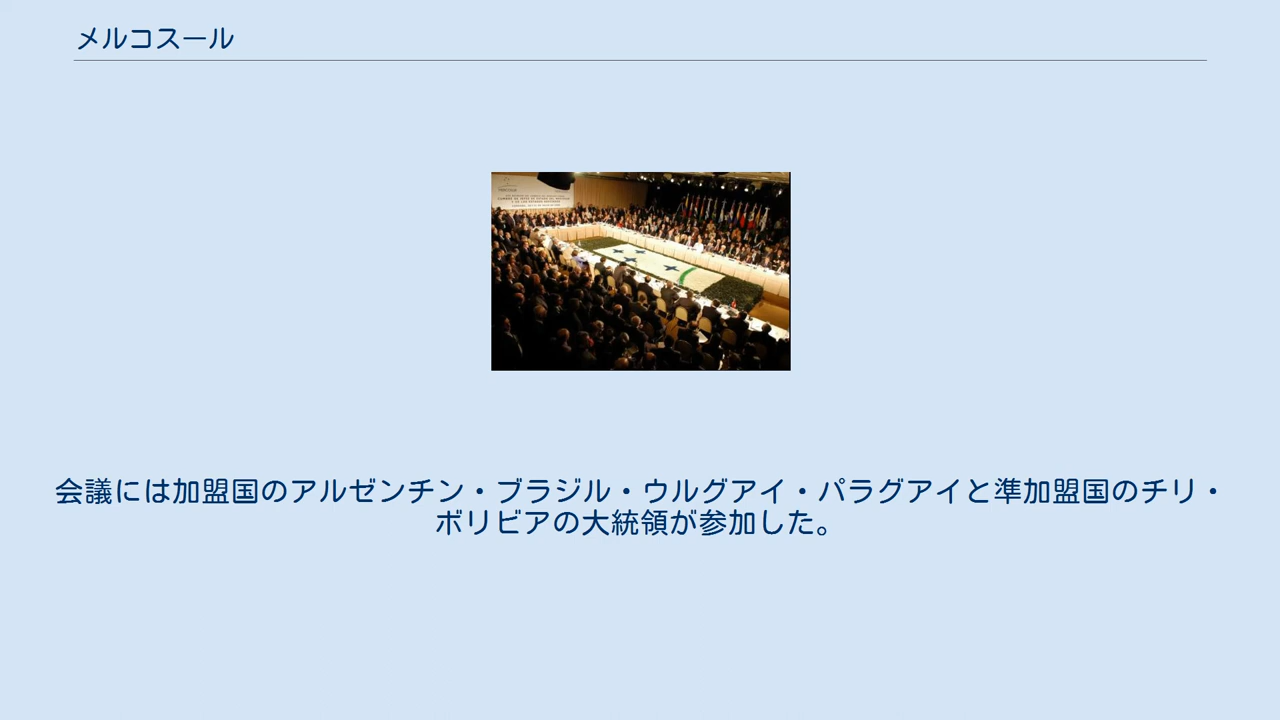 メルコスール
会議には加盟国のアルゼンチン・ブラジル・ウルグアイ・パラグアイと準加盟国のチリ・
ボリビアの大統領が参加した。